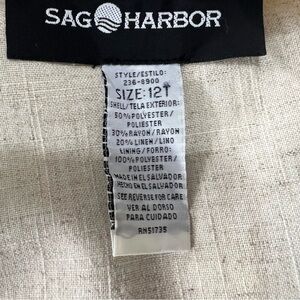 SAG HARBOR
STYLE/ESTILO:
236-8900
SIZE:12T
SHELL/TELA EXTERIOR:
50%POLYESTER/
POLIESTER
30%RAYON/RAYON
20%LINEN/LINO
LINING/FORRO:
100%POLYESTER/
POLIESTER
MADE IN EL SALVADOR
HECHO EN EL SALVADOR
SEE REVERSE FOR CARE
VER AL DORSO
PARA CUIDADO
RN51735